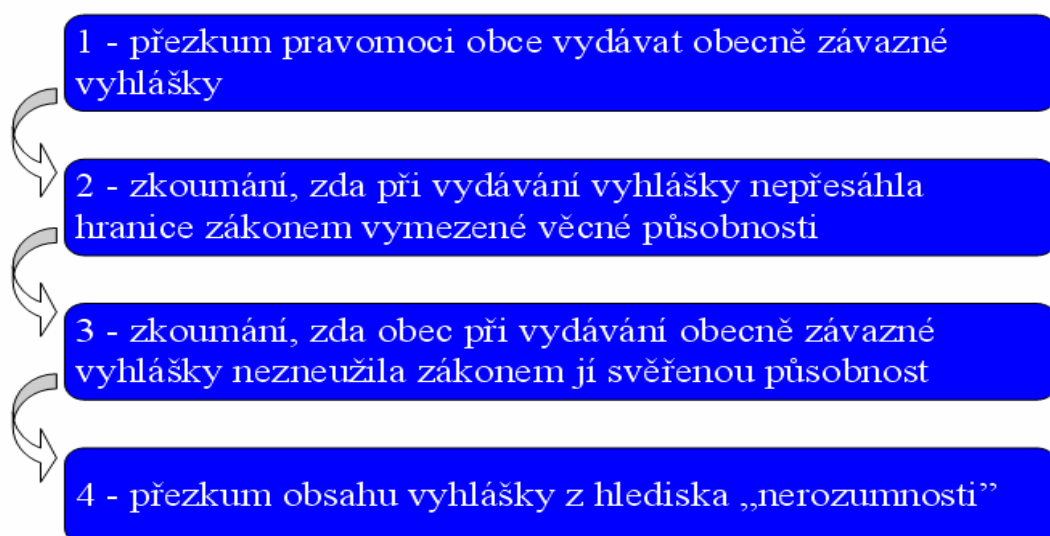 1 - přezkum pravomoci obce vydávat obecně závazné
vyhlášky
2 - zkoumání, zda při vydávání vyhlášky nepřesáhla
hranice zákonem vymezené věcné působnosti
3 - zkoumání, zda obec při vydávání obecně závazné
vyhlášky nezneužila zákonem jí svěřenou působnost
4 - přezkum obsahu vyhlášky z hlediska „nerozumnosti”